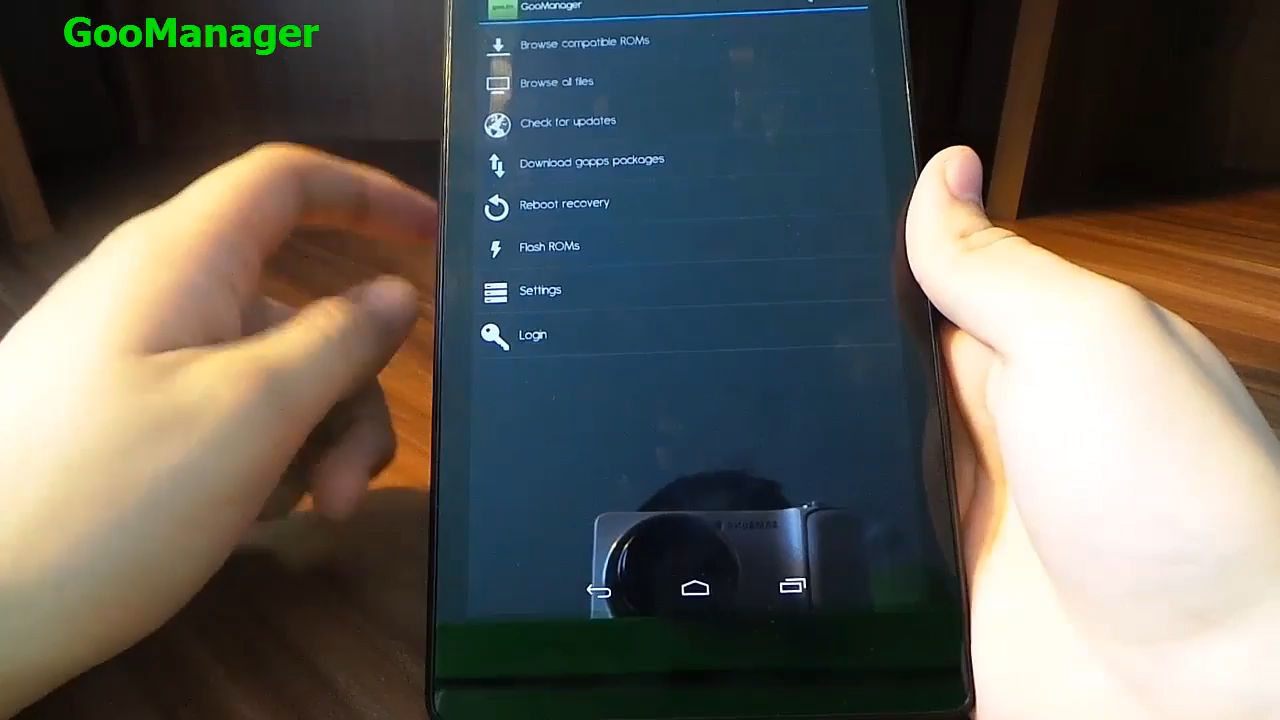 GooManager
GooManager
Browse compatible ROMs
Browse all files
Check for updates
Download gapps packages
Reboot recovery
Flash ROMs
Settings
Login